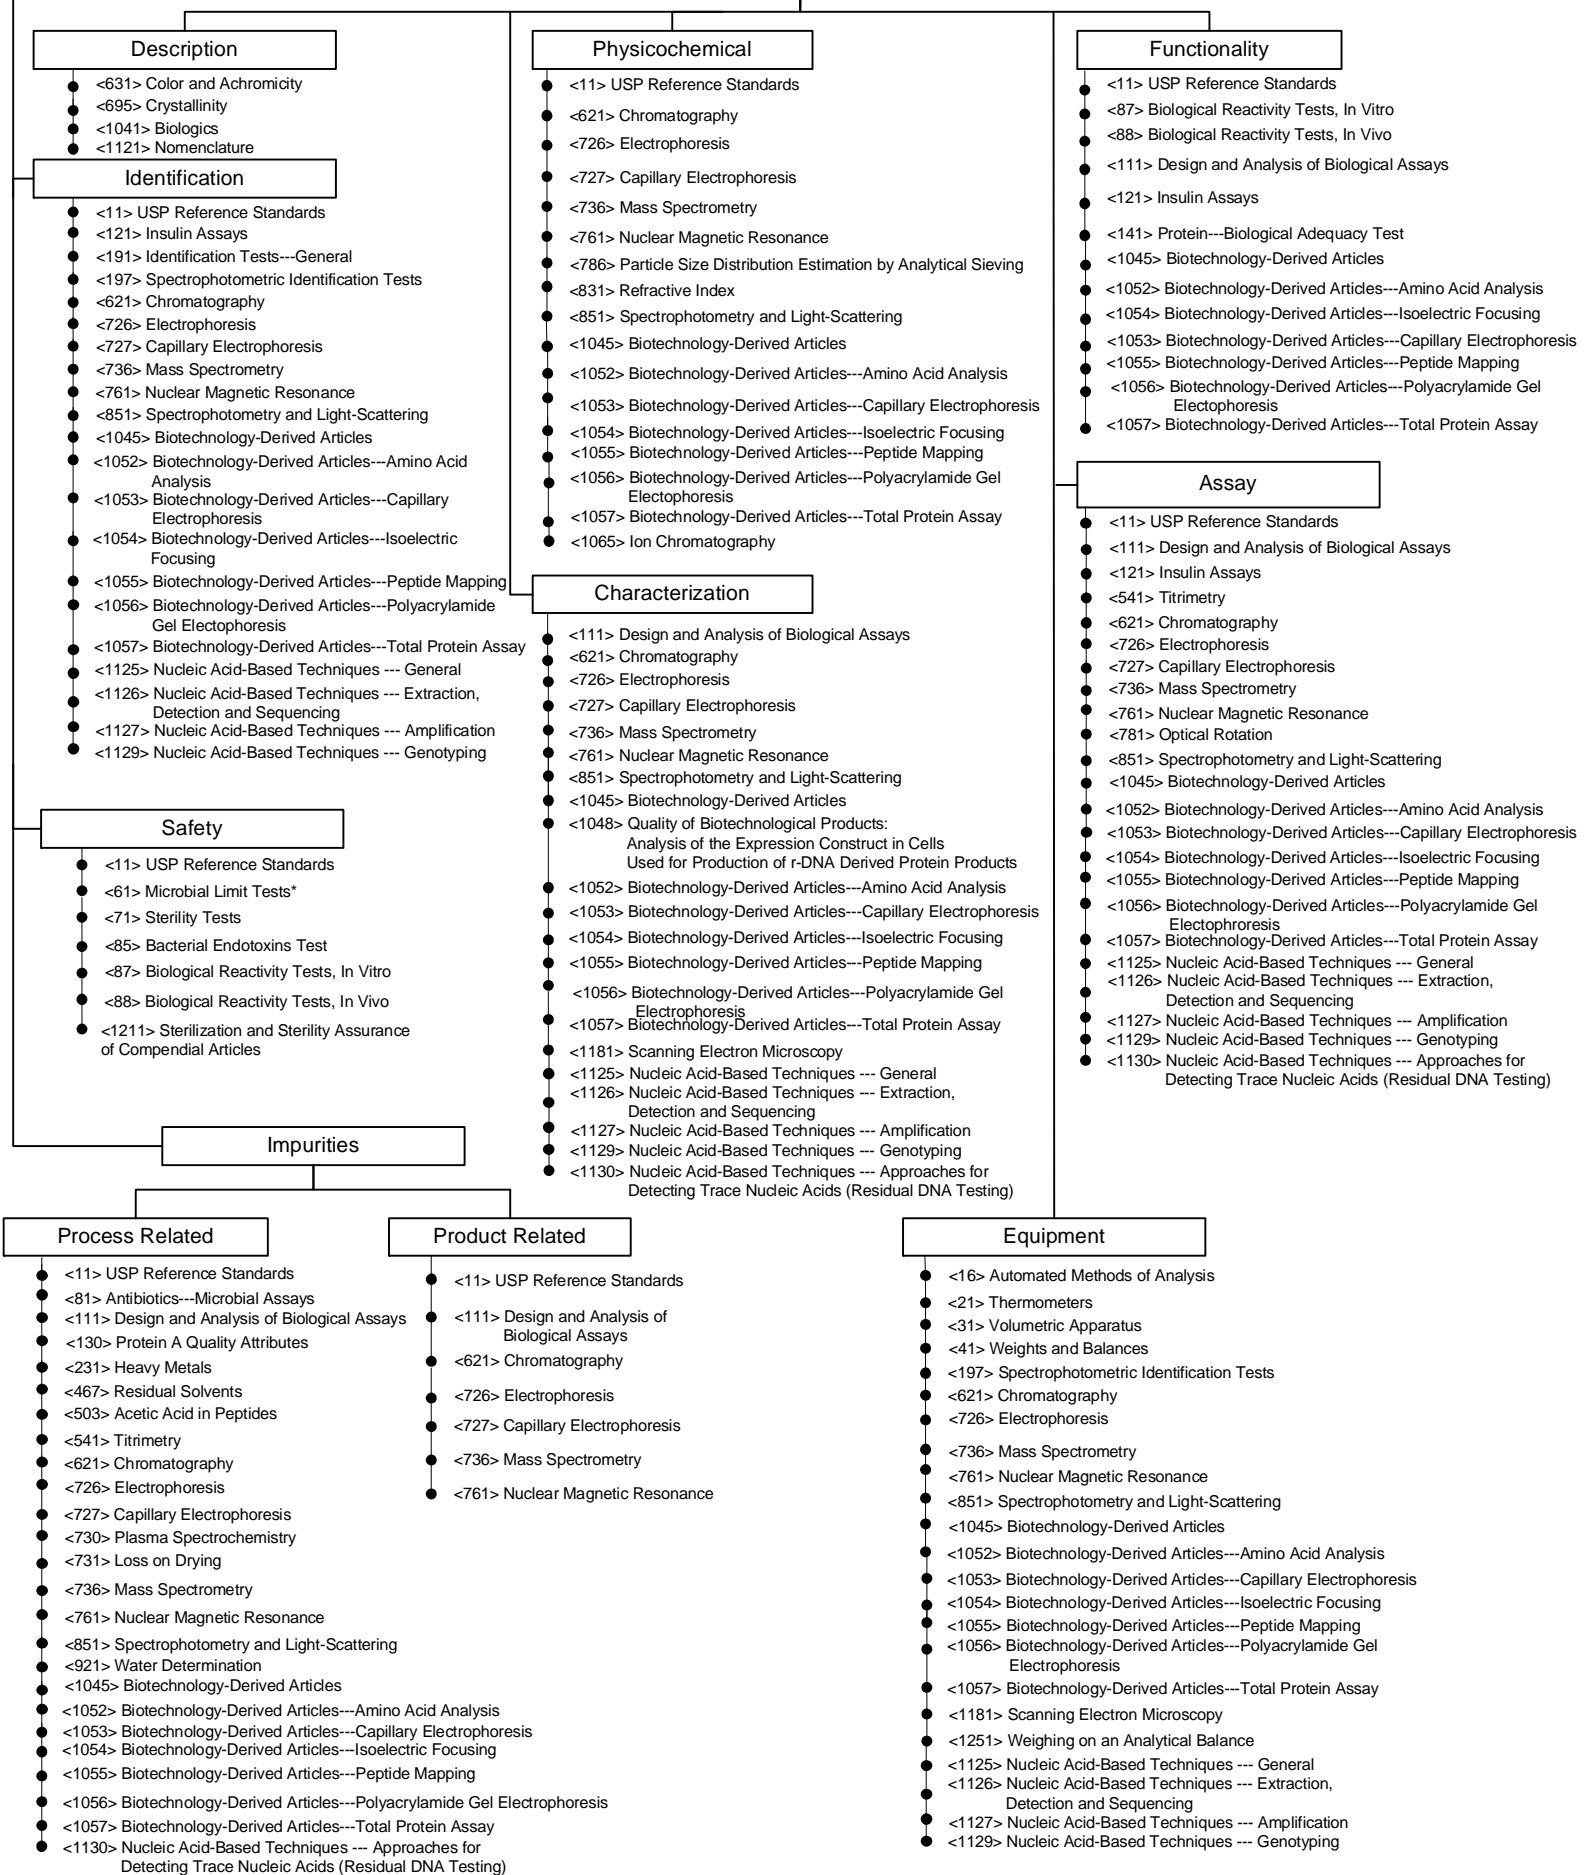 Description
<631> Color and Achromicity
<695> Crystallinity
<1041> Biologics
<1121> Nomenclature
Identification
<11> USP Reference Standards
<121> Insulin Assays
<191> Identification Tests---General
<197> Spectrophotometric Identification Tests
<621> Chromatography
<726> Electrophoresis
<727> Capillary Electrophoresis
<736> Mass Spectrometry
<761> Nuclear Magnetic Resonance
<851> Spectrophotometry and Light-Scattering
<1045> Biotechnology-Derived Articles
<1052> Biotechnology-Derived Articles---Amino Acid
Analysis
<1053> Biotechnology-Derived Articles---Capillary
Electrophoresis
<1054> Biotechnology-Derived Articles---Isoelectric
Focusing
<1055> Biotechnology-Derived Articles---Peptide Mapping
<1056> Biotechnology-Derived Articles---Polyacrylamide
Gel Electophoresis
<1057> Biotechnology-Derived Articles---Total Protein Assay
<1125> Nucleic Acid-Based Techniques --- General
<1126> Nucleic Acid-Based Techniques --- Extraction,
Detection and Sequencing
<1127> Nucleic Acid-Based Techniques --- Amplification
<1129> Nucleic Acid-Based Techniques --- Genotyping
Safety
<11> USP Reference Standards
<61> Microbial Limit Tests*
<71> Sterility Tests
<85> Bacterial Endotoxins Test
<87> Biological Reactivity Tests, In Vitro
<88> Biological Reactivity Tests, In Vivo
<1211> Sterilization and Sterility Assurance
of Compendial Articles
Physicochemical
<11> USP Reference Standards
<621> Chromatography
<726> Electrophoresis
<727> Capillary Electrophoresis
<736> Mass Spectrometry
<761> Nuclear Magnetic Resonance
<786> Particle Size Distribution Estimation by Analytical Sieving
<831> Refractive Index
<851> Spectrophotometry and Light-Scattering
<1045> Biotechnology-Derived Articles
<1052> Biotechnology-Derived Articles---Amino Acid Analysis
<1053> Biotechnology-Derived Articles---Capillary Electrophoresis
<1054> Biotechnology-Derived Articles---Isoelectric Focusing
<1055> Biotechnology-Derived Articles---Peptide Mapping
<1056> Biotechnology-Derived Articles---Polyacrylamide Gel
Electophoresis
<1057> Biotechnology-Derived Articles---Total Protein Assay
<1065> Ion Chromatography
Characterization
<111> Design and Analysis of Biological Assays
<621> Chromatography
<726> Electrophoresis
<727> Capillary Electrophoresis
<736> Mass Spectrometry
<761> Nuclear Magnetic Resonance
<851> Spectrophotometry and Light-Scattering
<1045> Biotechnology-Derived Articles
<1048> Quality of Biotechnological Products:
Analysis of the Expression Construct in Cells
Used for Production of r-DNA Derived Protein Products
<1052> Biotechnology-Derived Articles---Amino Acid Analysis
<1053> Biotechnology-Derived Articles---Capillary Electrophoresis
<1054> Biotechnology-Derived Articles---Isoelectric Focusing
<1055> Biotechnology-Derived Articles---Peptide Mapping
<1056> Biotechnology-Derived Articles---Polyacrylamide Gel
Electrophoresis
<1057> Biotechnology-Derived Articles---Total Protein Assay
<1181> Scanning Electron Microscopy
<1125> Nucleic Acid-Based Techniques --- General
<1126> Nucleic Acid-Based Techniques --- Extraction,
Detection and Sequencing
<1127> Nucleic Acid-Based Techniques --- Amplification
<1129> Nucleic Acid-Based Techniques --- Genotyping
<1130> Nucleic Acid-Based Techniques --- Approaches for
Detecting Trace Nucleic Acids (Residual DNA Testing)
Functionality
<11> USP Reference Standards
<87> Biological Reactivity Tests, In Vitro
<88> Biological Reactivity Tests, In Vivo
<111> Design and Analysis of Biological Assays
<121> Insulin Assays
<141> Protein---Biological Adequacy Test
<1045> Biotechnology-Derived Articles
<1052> Biotechnology-Derived Articles---Amino Acid Analysis
<1054> Biotechnology-Derived Articles---Isoelectric Focusing
<1053> Biotechnology-Derived Articles---Capillary Electrophoresis
<1055> Biotechnology-Derived Articles---Peptide Mapping
<1056> Biotechnology-Derived Articles---Polyacrylamide Gel
Electophoresis
<1057> Biotechnology-Derived Articles---Total Protein Assay
Assay
<11> USP Reference Standards
<111> Design and Analysis of Biological Assays
<121> Insulin Assays
<541> Titrimetry
<621> Chromatography
<726> Electrophoresis
<727> Capillary Electrophoresis
<736> Mass Spectrometry
<761> Nuclear Magnetic Resonance
<781> Optical Rotation
<851> Spectrophotometry and Light-Scattering
<1045> Biotechnology-Derived Articles
<1052> Biotechnology-Derived Articles---Amino Acid Analysis
<1053> Biotechnology-Derived Articles---Capillary Electrophoresis
<1054> Biotechnology-Derived Articles---Isoelectric Focusing
<1055> Biotechnology-Derived Articles---Peptide Mapping
<1056> Biotechnology-Derived Articles---Polyacrylamide Gel
Electophroresis
<1057> Biotechnology-Derived Articles---Total Protein Assay
<1125> Nucleic Acid-Based Techniques --- General
<1126> Nucleic Acid-Based Techniques --- Extraction,
Detection and Sequencing
<1127> Nucleic Acid-Based Techniques --- Amplification
<1129> Nucleic Acid-Based Techniques --- Genotyping
<1130> Nucleic Acid-Based Techniques --- Approaches for
Detecting Trace Nucleic Acids (Residual DNA Testing)
Impurities
Process Related
<11> USP Reference Standards
<81> Antibiotics---Microbial Assays
<111> Design and Analysis of Biological Assays
<130> Protein A Quality Attributes
<231> Heavy Metals
<467> Residual Solvents
<503> Acetic Acid in Peptides
<541> Titrimetry
<621> Chromatography
<726> Electrophoresis
<727> Capillary Electrophoresis
<730> Plasma Spectrochemistry
<731> Loss on Drying
<736> Mass Spectrometry
<761> Nuclear Magnetic Resonance
<851> Spectrophotometry and Light-Scattering
<921> Water Determination
<1045> Biotechnology-Derived Articles
<1052> Biotechnology-Derived Articles---Amino Acid Analysis
<1053> Biotechnology-Derived Articles---Capillary Electrophoresis
<1054> Biotechnology-Derived Articles---Isoelectric Focusing
<1055> Biotechnology-Derived Articles---Peptide Mapping
<1056> Biotechnology-Derived Articles---Polyacrylamide Gel Electrophoresis
<1057> Biotechnology-Derived Articles---Total Protein Assay
<1130> Nucleic Acid-Based Techniques --- Approaches for
Detecting Trace Nucleic Acids (Residual DNA Testing)
Product Related
<11> USP Reference Standards
<111> Design and Analysis of
Biological Assays
<621> Chromatography
<726> Electrophoresis
<727> Capillary Electrophoresis
<736> Mass Spectrometry
<761> Nuclear Magnetic Resonance
Equipment
<16> Automated Methods of Analysis
<21> Thermometers
<31> Volumetric Apparatus
<41> Weights and Balances
<197> Spectrophotometric Identification Tests
<621> Chromatography
<726> Electrophoresis
<736> Mass Spectrometry
<761> Nuclear Magnetic Resonance
<851> Spectrophotometry and Light-Scattering
<1045> Biotechnology-Derived Articles
<1052> Biotechnology-Derived Articles---Amino Acid Analysis
<1053> Biotechnology-Derived Articles---Capillary Electrophoresis
<1054> Biotechnology-Derived Articles---Isoelectric Focusing
<1055> Biotechnology-Derived Articles---Peptide Mapping
<1056> Biotechnology-Derived Articles---Polyacrylamide Gel
Electrophoresis
<1057> Biotechnology-Derived Articles---Total Protein Assay
<1181> Scanning Electron Microscopy
<1251> Weighing on an Analytical Balance
<1125> Nucleic Acid-Based Techniques --- General
<1126> Nucleic Acid-Based Techniques --- Extraction,
Detection and Sequencing
<1127> Nucleic Acid-Based Techniques --- Amplification
<1129> Nucleic Acid-Based Techniques --- Genotyping